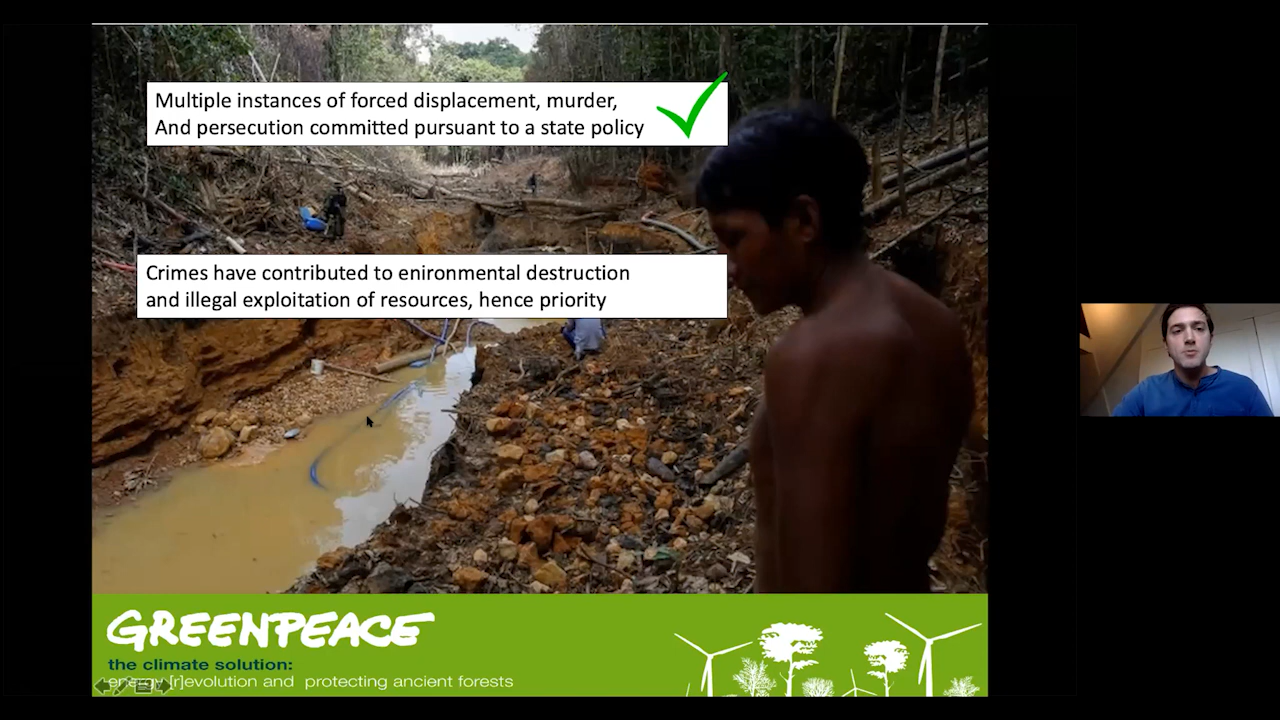 Multiple instances of forced displacement, murder,
And persecution committed pursuant to a state policy
Crimes have contributed to enironmental destruction
and illegal exploitation of resources, hence priority
GREENPEACE
the climate solution:
energy [r]evolution and protecting ancient forests